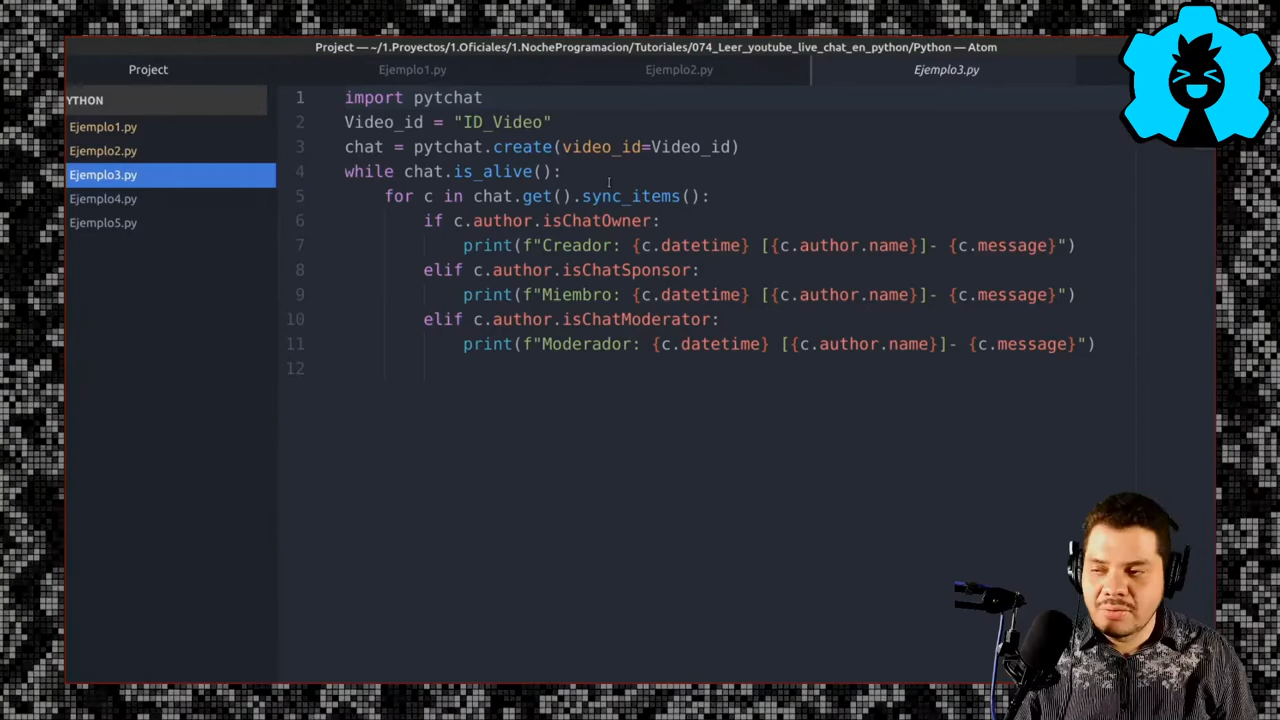 Project — ~/1.Proyectos/1.Oficiales/1.NocheProgramacion/Tutoriales/074_Leer_youtube_live_chat_en_python/Python — Atom
Project
Ejemplo1.py
Ejemplo2.py
Ejemplo3.py
YTHON
Ejemplo1.py
Ejemplo2.py
Ejemplo3.py
Ejemplo4.py
Ejemplo5.py
1 import pytchat
2 Video_id = "ID_Video"
3 chat = pytchat.create(video_id=Video_id)
4 while chat.is_alive():
5     for c in chat.get().sync_items():
6         if c.author.isChatOwner:
7             print(f"Creador: {c.datetime} [{c.author.name}]- {c.message}")
8         elif c.author.isChatSponsor:
9             print(f"Miembro: {c.datetime} [{c.author.name}]- {c.message}")
10         elif c.author.isChatModerator:
11             print(f"Moderador: {c.datetime} [{c.author.name}]- {c.message}")
12